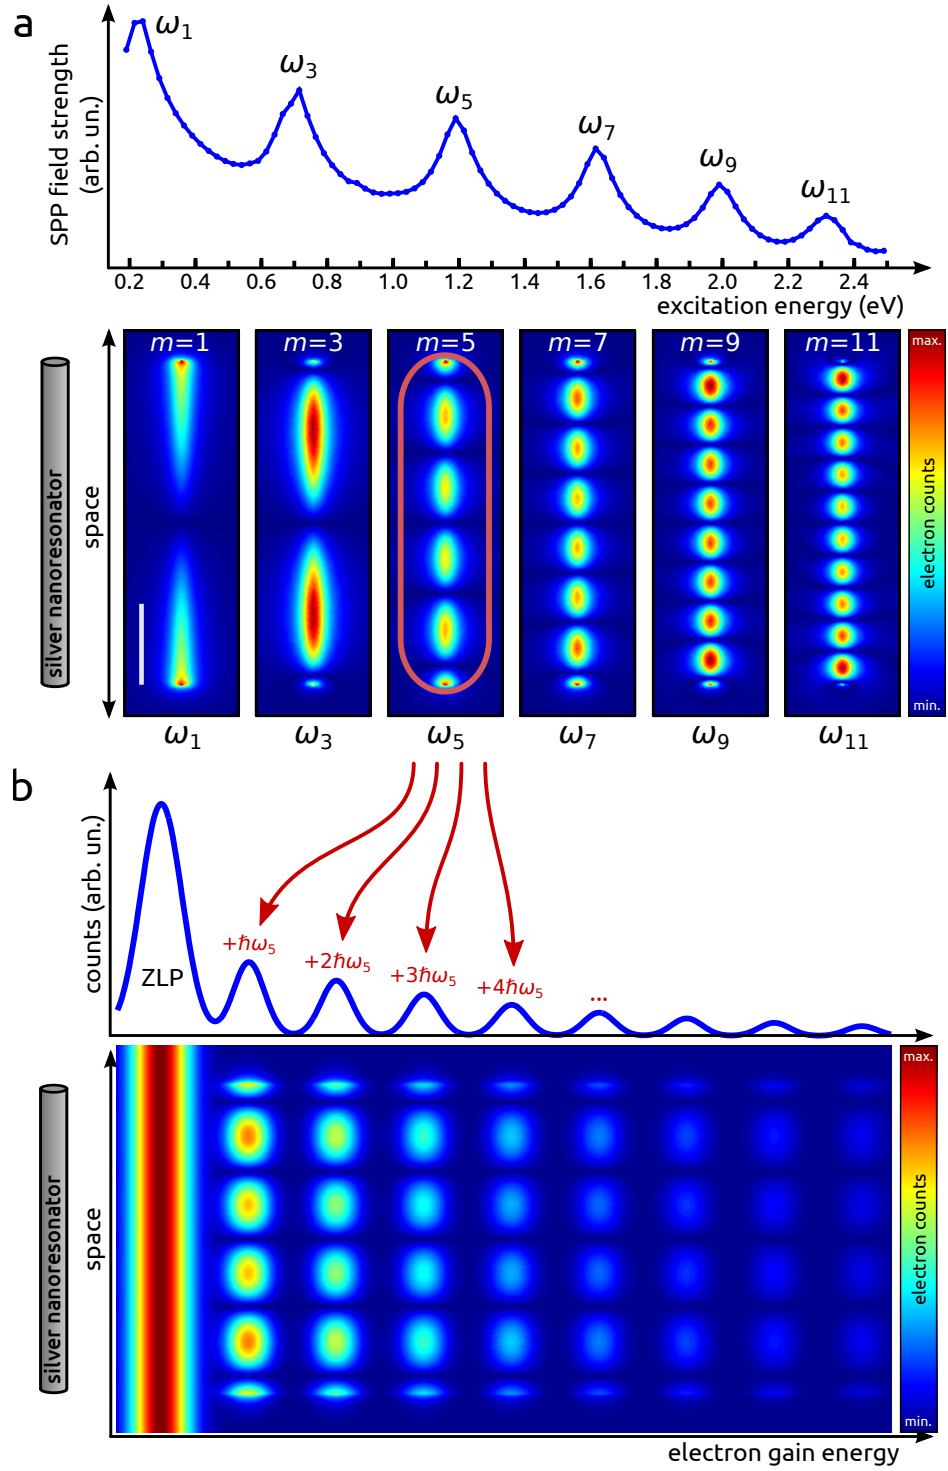 a
SPP field strength
(arb. un.)
ω1
ω3
ω5
ω7
ω9
ω11
0.2 0.4 0.6 0.8 1.0 1.2 1.4 1.6 1.8 2.0 2.2 2.4
excitation energy (eV)
silver nanoresonator
space
m=1 m=3 m=5 m=7 m=9 m=11
max.
electron counts
min.
ω1 ω3 ω5 ω7 ω9 ω11
b
counts (arb. un.)
ZLP
+ħω5
+2ħω5
+3ħω5
+4ħω5
...
silver nanoresonator
space
max.
electron counts
min.
electron gain energy